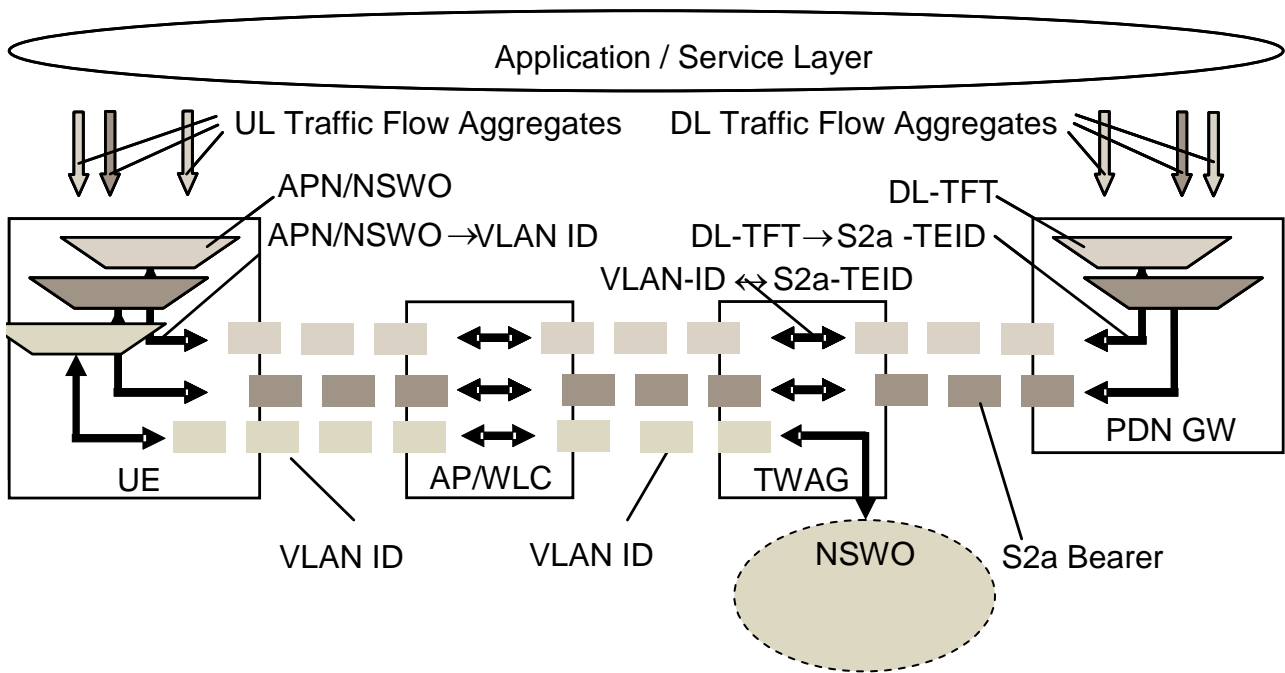 Application / Service Layer
UL Traffic Flow Aggregates
DL Traffic Flow Aggregates
APN/NSWO
DL-TFT
APN/NSWO→VLAN ID
DL-TFT→S2a -TEID
VLAN-ID ↔ S2a-TEID
PDN GW
UE
AP/WLC
TWAG
VLAN ID
VLAN ID
NSWO
S2a Bearer